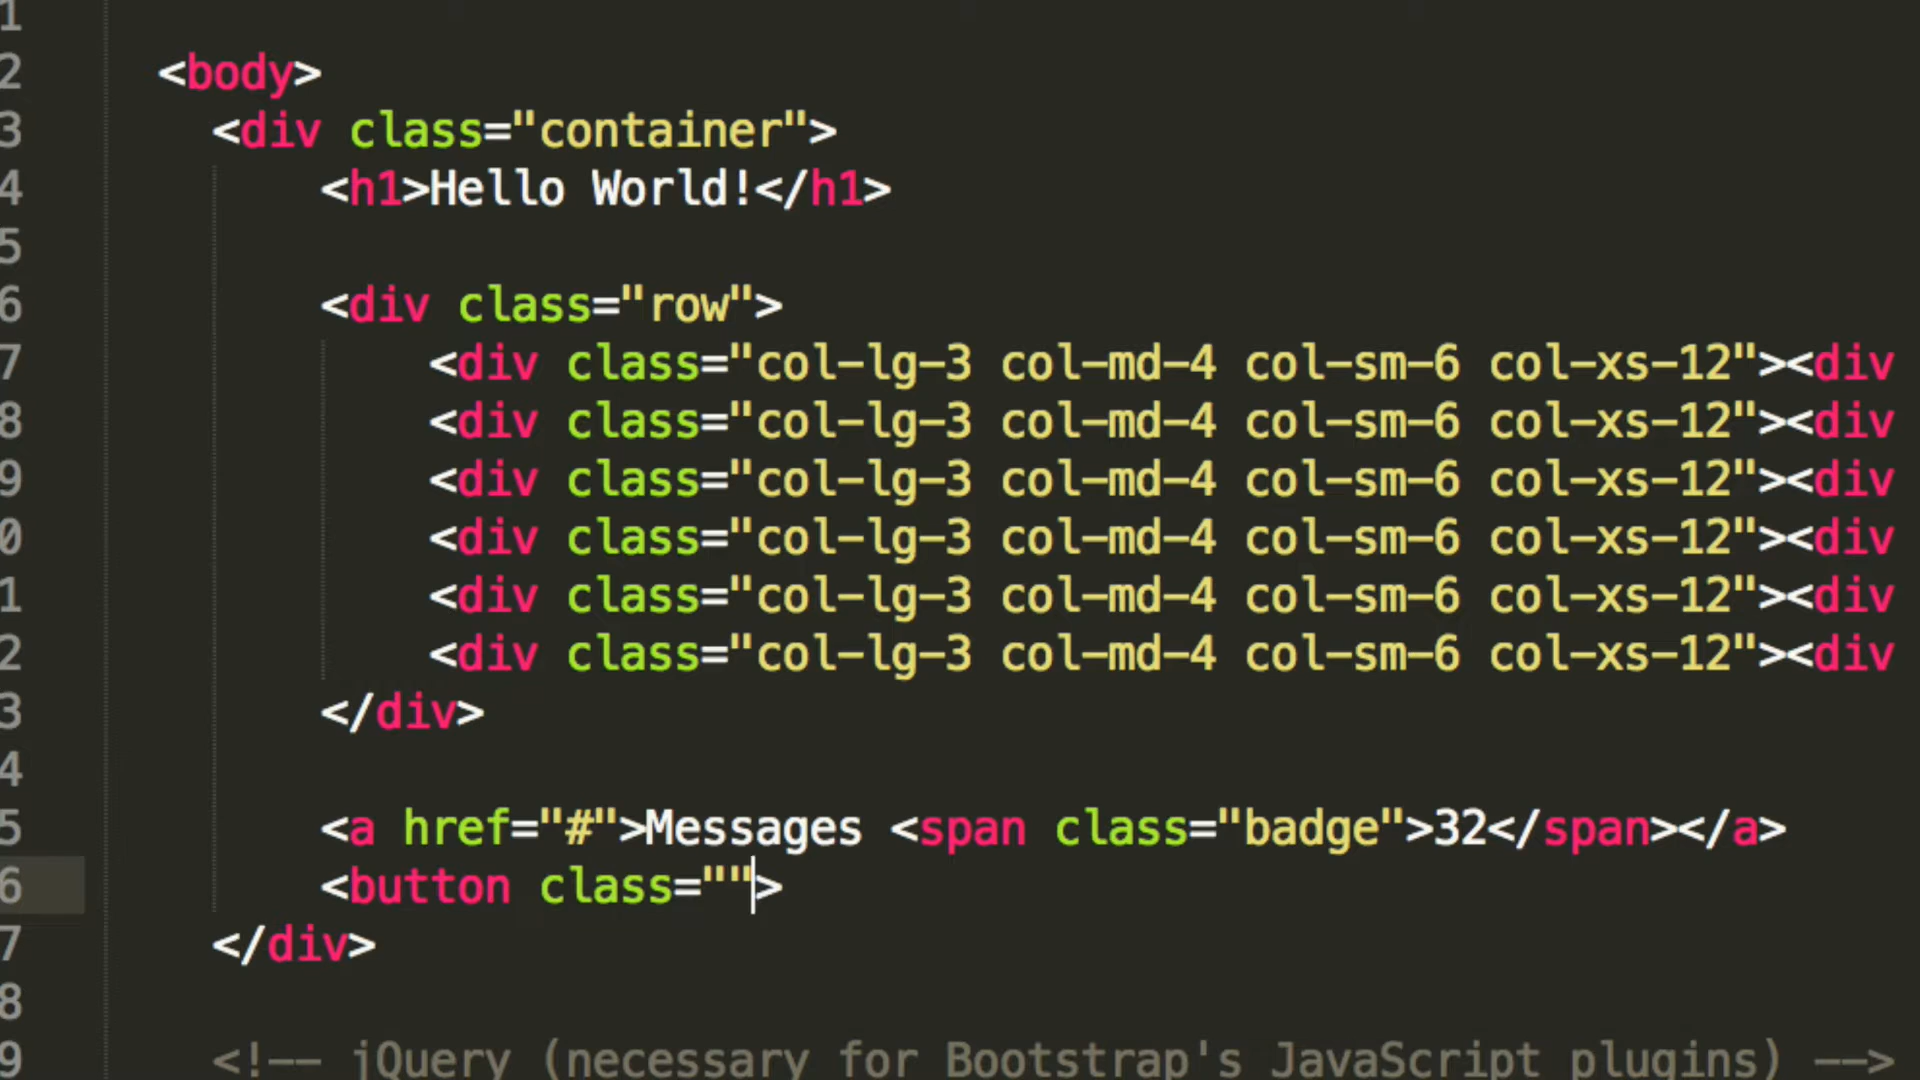 1
2 <body>
3 <div class="container">
4 <h1>Hello World!</h1>
5
6 <div class="row">
7 <div class="col-lg-3 col-md-4 col-sm-6 col-xs-12"><div
8 <div class="col-lg-3 col-md-4 col-sm-6 col-xs-12"><div
9 <div class="col-lg-3 col-md-4 col-sm-6 col-xs-12"><div
0 <div class="col-lg-3 col-md-4 col-sm-6 col-xs-12"><div
1 <div class="col-lg-3 col-md-4 col-sm-6 col-xs-12"><div
2 <div class="col-lg-3 col-md-4 col-sm-6 col-xs-12"><div
3 </div>
4
5 <a href="#">Messages <span class="badge">32</span></a>
6 <button class="">
7 </div>
8
9 <!-- jQuery (necessary for Bootstrap's JavaScript plugins) -->